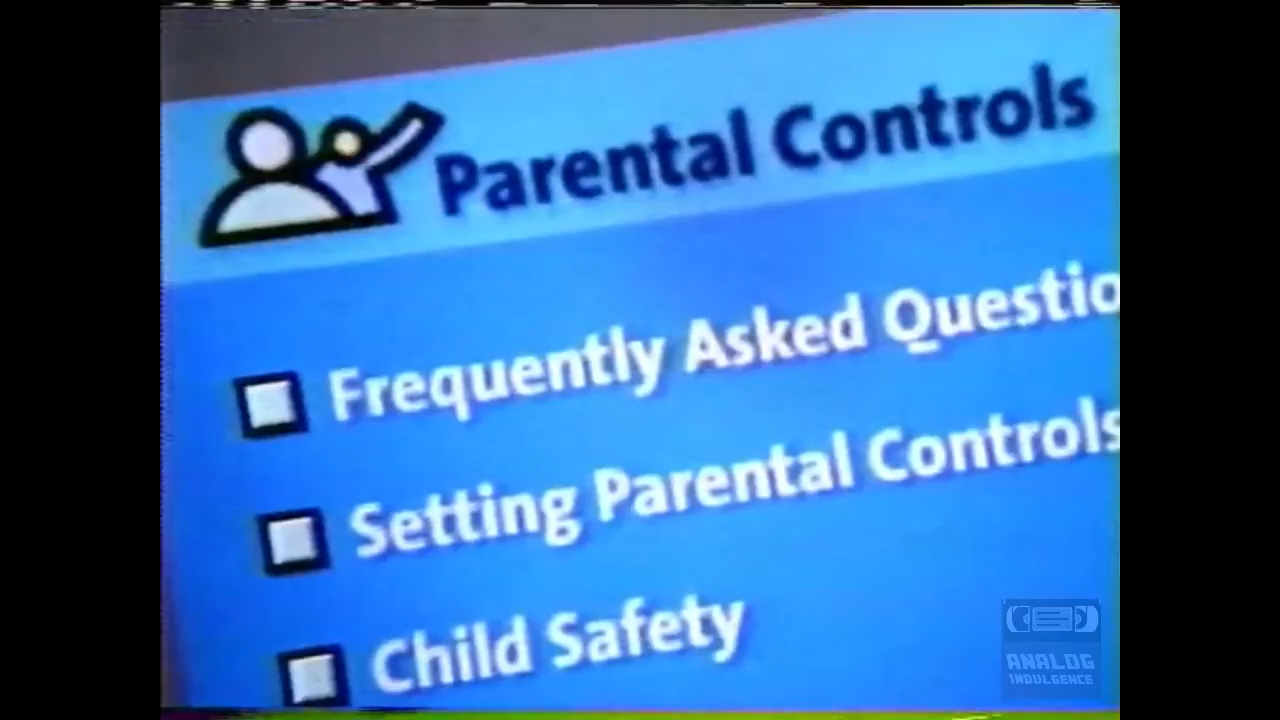 Parental Controls
Frequently Asked Questio
Setting Parental Controls
Child Safety
ANALOG
INDULGENCE